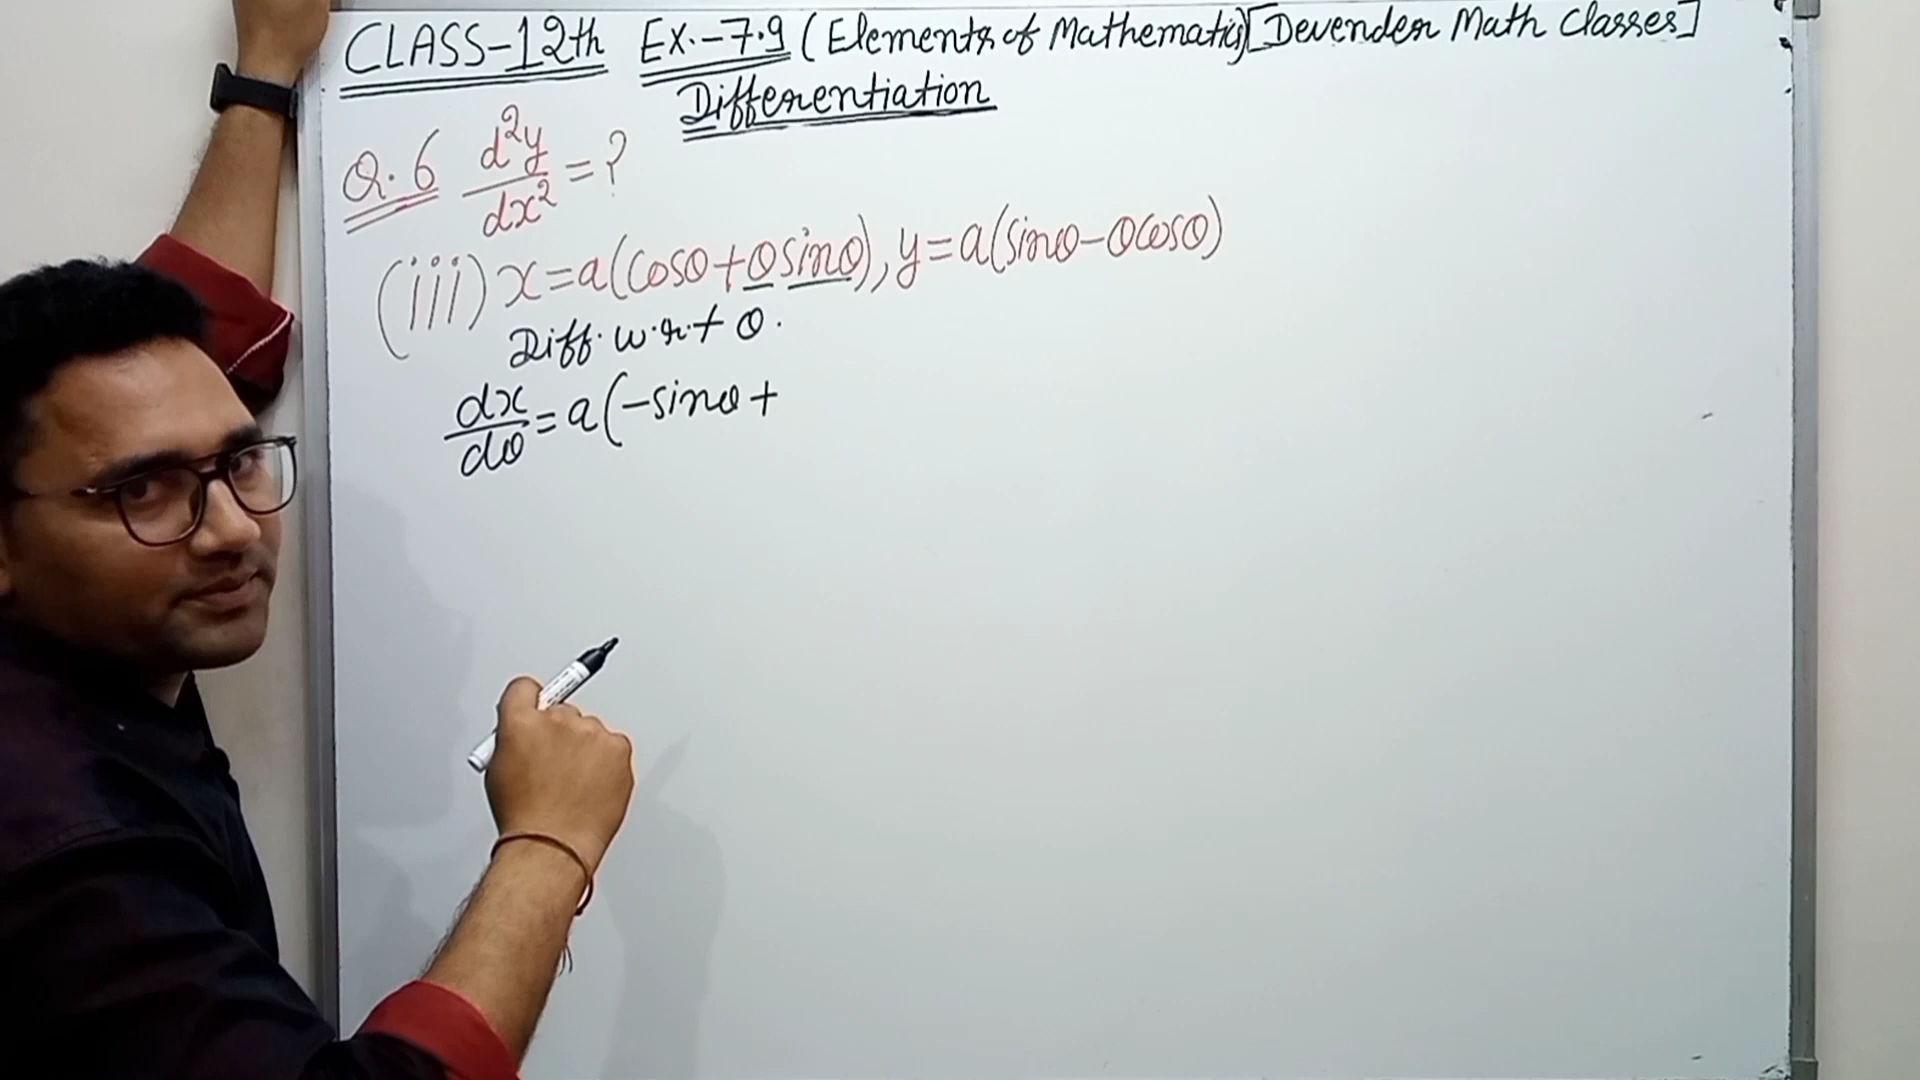 CLASS-12th EX.-7.9 (Elements of Mathematics) [Devender Math Classes]
Differentiation
Q.6 d²y/dx² = ?
(iii) x=a(cosθ+θsinθ), y=a(sinθ-θcosθ)
Diff. w.r.t θ.
dx/dθ = a(-sinθ+